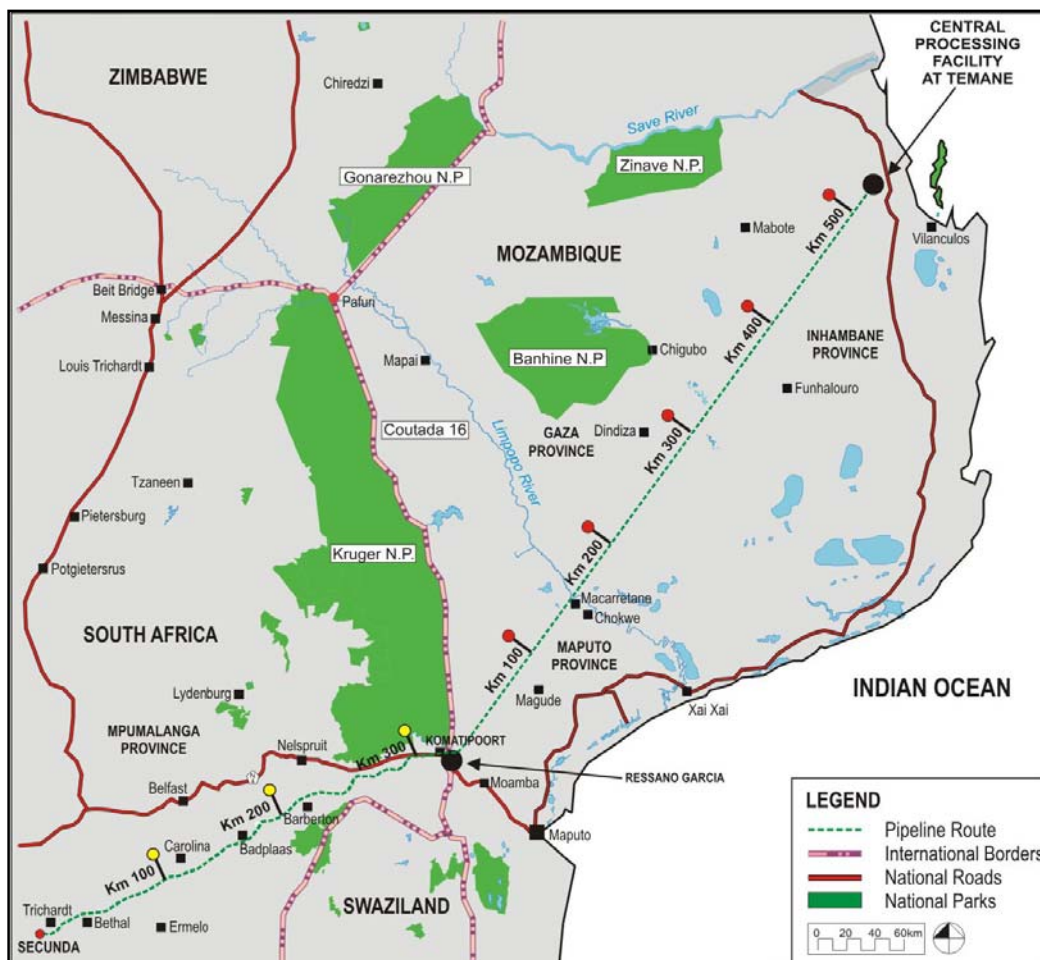 CENTRAL
PROCESSING
FACILITY
AT TEMANE
ZIMBABWE
Chiredzi
Save River
Zinave N.P.
Gonarezhou N.P
Km 500
Mabote
Vilanculos
MOZAMBIQUE
Beit Bridge
Pafuri
Messina
Km 400
INHAMBANE
PROVINCE
Louis Trichardt
Mapai
Banhine N.P
Chigubo
Funhalouro
Coutada 16
Limpopo River
GAZA
PROVINCE
Dindiza
Km 300
Tzaneen
Pietersburg
Kruger N.P.
Km 200
Potgietersrus
Macarretane
Chokwe
SOUTH AFRICA
Km 100
MAPUTO
PROVINCE
Lydenburg
Magude
Xai Xai
INDIAN OCEAN
MPUMALANGA
PROVINCE
Nelspruit
Km 300
KOMATIPOORT
RESSANO GARCIA
Moamba
Belfast
Km 200
Barberton
Maputo
Carolina
Badplaas
Km 100
Trichardt
Bethal
Ermelo
SWAZILAND
SECUNDA
LEGEND
Pipeline Route
International Borders
National Roads
National Parks
0 20 40 60km